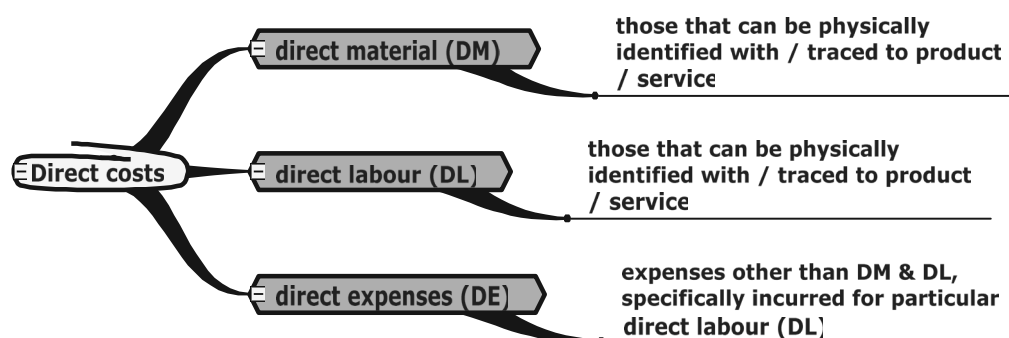 direct material (DM)
those that can be physically
identified with / traced to product
/ service
Direct costs
direct labour (DL)
those that can be physically
identified with / traced to product
/ service
direct expenses (DE)
expenses other than DM & DL,
specifically incurred for particular
direct labour (DL)